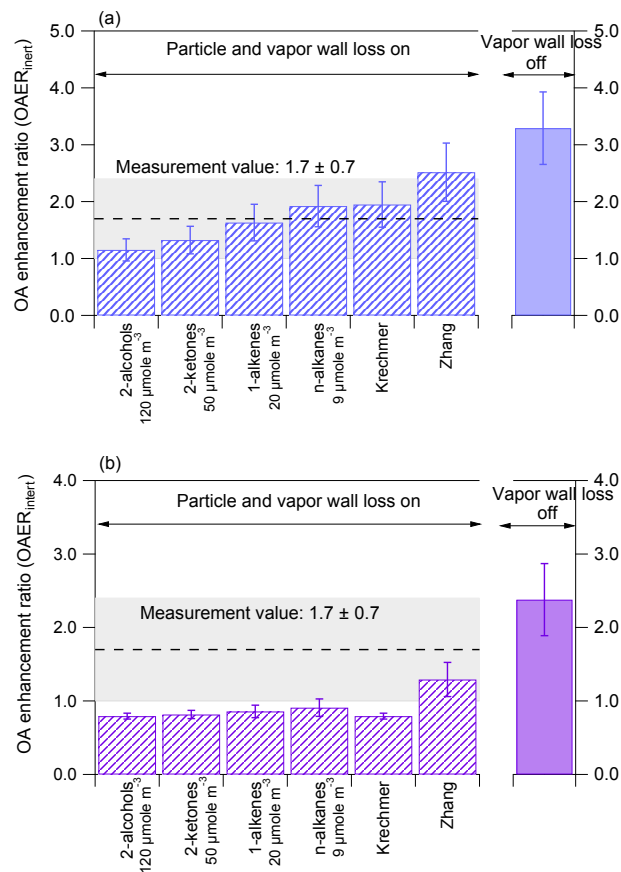 (a)
5.0
4.0
3.0
2.0
1.0
0.0
OA enhancement ratio (OAERinert)
Particle and vapor wall loss on
Vapor wall loss
off
Measurement value: 1.7 ± 0.7
5.0
4.0
3.0
2.0
1.0
0.0
2-alcohols
120 µmole m-3
2-ketones
50 µmole m-3
1-alkenes
20 µmole m-3
n-alkanes
9 µmole m-3
Krechmer
Zhang
(b)
4.0
3.0
2.0
1.0
0.0
OA enhancement ratio (OAERintert)
Particle and vapor wall loss on
Vapor wall loss
off
Measurement value: 1.7 ± 0.7
4.0
3.0
2.0
1.0
0.0
2-alcohols
120 µmole m-3
2-ketones
50 µmole m-3
1-alkenes
20 µmole m-3
n-alkanes
9 µmole m-3
Krechmer
Zhang